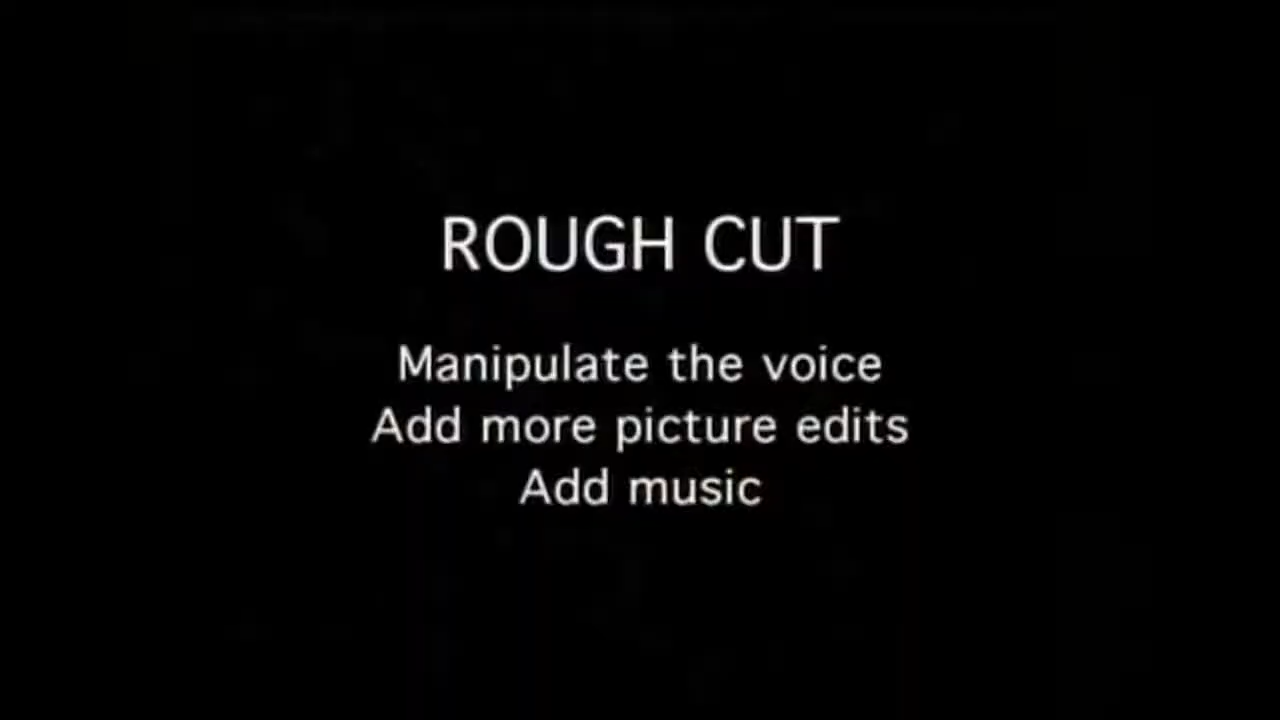 ROUGH CUT
Manipulate the voice
Add more picture edits
Add music